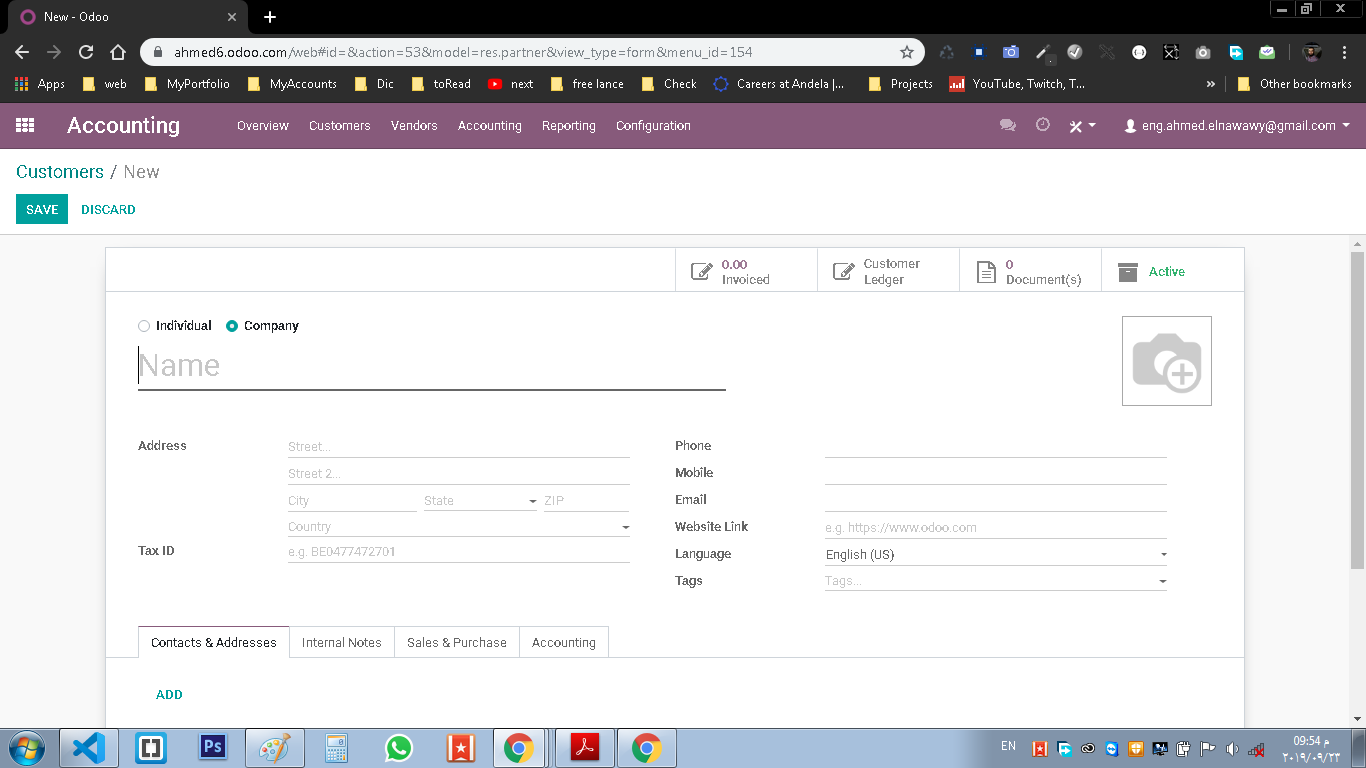 New - Odoo
ahmed6.odoo.com/web#id=&action=53&model=res.partner&view_type=form&menu_id=154
Apps web MyPortfolio MyAccounts Dic toRead next free lance Check Careers at Andela |... Projects YouTube, Twitch, T... » Other bookmarks
Accounting Overview Customers Vendors Accounting Reporting Configuration eng.ahmed.elnawawy@gmail.com
Customers / New
SAVE DISCARD
0.00 Customer 0 Active
Invoiced Ledger Document(s)
Individual Company
Name
Address Street... Phone
Street 2... Mobile
City State ZIP Email
Country Website Link e.g. https://www.odoo.com
Tax ID e.g. BE0477472701 Language English (US)
Tags Tags...
Contacts & Addresses Internal Notes Sales & Purchase Accounting
ADD
Ps EN 09:54 م
٢٠١٩/٠٩/٢٣